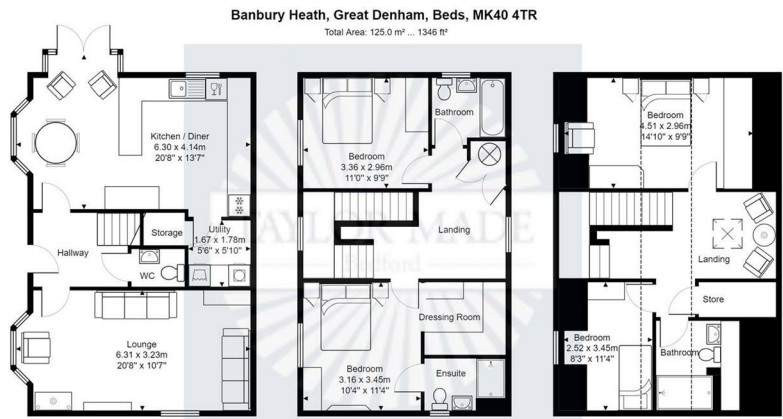 Banbury Heath, Great Denham, Beds, MK40 4TR
Total Area: 125.0 m² ... 1346 ft²
Kitchen / Diner
6.30 x 4.14m
20'8" x 13'7"
Storage
Utility
1.67 x 1.78m
5'6" x 5'10"
Hallway
WC
Lounge
6.31 x 3.23m
20'8" x 10'7"
Bedroom
3.36 x 2.96m
11'0" x 9'9"
Bathroom
Landing
Dressing Room
Bedroom
3.16 x 3.45m
10'4" x 11'4"
Ensuite
Bedroom
4.51 x 2.96m
14'10" x 9'9"
Landing
Store
Bedroom
2.52 x 3.45m
8'3" x 11'4"
Bathroom
TAYLOR MADE
Bedford